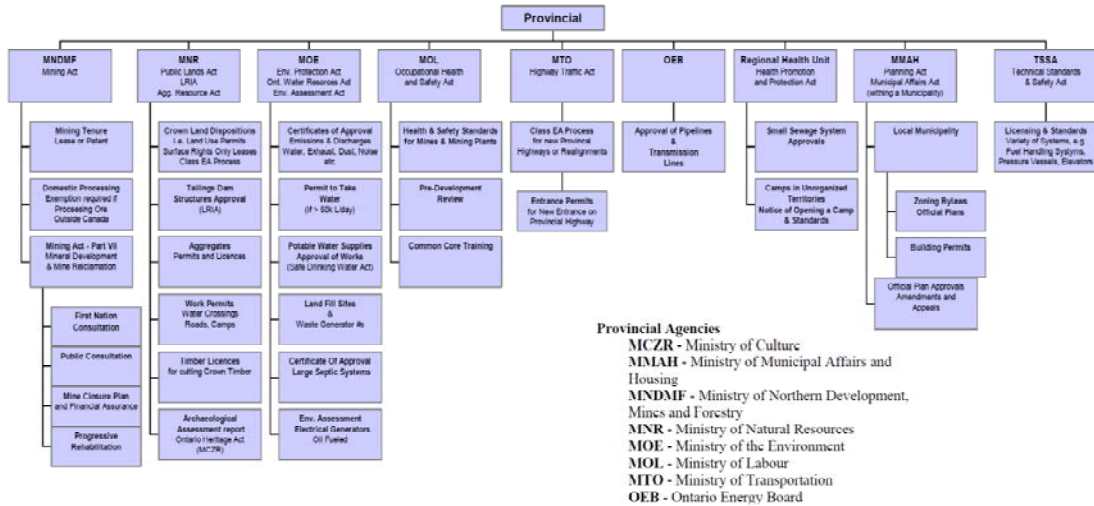 Provincial
MNDMF
Mining Act
Mining Tenure
Lease or Patent
Domestic Processing
Exemption required if
Processing Ore
Outside Canada
Mining Act - Part VII
Mineral Development
& Mine Reclamation
First Nation
Consultation
Public Consultation
Mine Closure Plan
and Financial Assurance
Progressive
Rehabilitation
MNR
Public Lands Act
LRIA
Agg. Resource Act
Crown Land Dispositions
i.e. Land Use Permits
Surface Rights Only Leases
Class EA Process
Tailings Dam
Structures Approval
(LRIA)
Aggregates
Permits and Licences
Work Permits
Water Crossings
Roads, Camps
Timber Licences
for cutting Crown Timber
Archaeological
Assessment report
Ontario Heritage Act
(MCZR)
MOE
Env. Protection Act
Ont. Water Resorces Act
Env. Assessment Act
Certificates of Approval
Emissions & Discharges
Water, Exhaust, Dust, Noise
etc.
Permit to Take
Water
(If > 50k L/day)
Potable Water Supplies
Approval of Works
(Safe Drinking Water Act)
Land Fill Sites
&
Waste Generator #s
Certificate Of Approval
Large Septic Systems
Env. Assessment
Electrical Generators
Oil Fueled
MOL
Occupational Health
and Safety Act
Health & Safety Standards
for Mines & Mining Plants
Pre-Development
Review
Common Core Training
MTO
Highway Traffic Act
Class EA Process
for new Provincial
Highways or Realignments
Entrance Permits
for New Entrance on
Provincial Highway
OEB
Approval of Pipelines
&
Transmission
Lines
Regional Health Unit
Health Promotion
and Protection Act
Small Sewage System
Approvals
Camps in Unorganized
Territories
Notice of Opening a Camp
& Standards
MMAH
Planning Act
Municipal Affairs Act
(withing a Municipality)
Local Municipality
Zoning Bylaws
Official Plans
Building Permits
Official Plan Approvals
Amendments and
Appeals
TSSA
Technical Standards
& Safety Act
Licensing & Standards
Variety of Systems, e.g
Fuel Handling Systyms,
Pressure Vessels, Elevators
Provincial Agencies
MCZR - Ministry of Culture
MMAH - Ministry of Municipal Affairs and
Housing
MNDMF - Ministry of Northern Development,
Mines and Forestry
MNR - Ministry of Natural Resources
MOE - Ministry of the Environment
MOL - Ministry of Labour
MTO - Ministry of Transportation
OEB - Ontario Energy Board